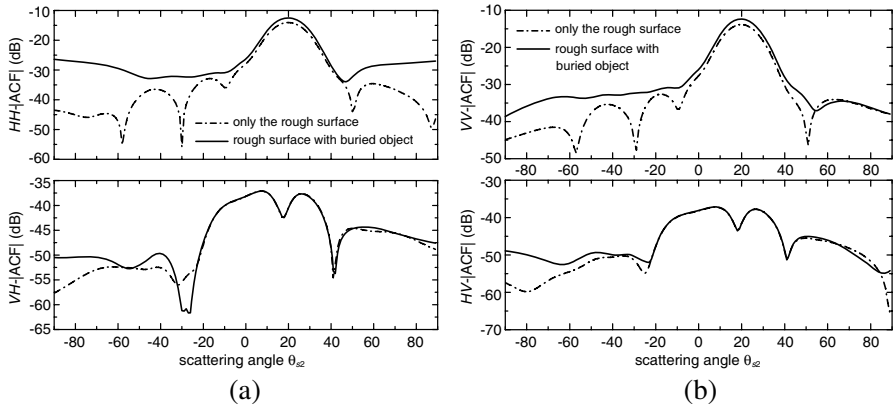 -10
-20
-30
-40
-50
-60
HH-|ACF| (dB)
only the rough surface
rough surface with buried object
-35
-40
-45
-50
-55
-60
-65
VH-|ACF| (dB)
-80 -60 -40 -20 0 20 40 60 80
scattering angle θs2
(a)
-10
-20
-30
-40
-50
VV-|ACF| (dB)
only the rough surface
rough surface with
buried object
-30
-40
-50
-60
-70
HV-|ACF| (dB)
-80 -60 -40 -20 0 20 40 60 80
scattering angle θs2
(b)